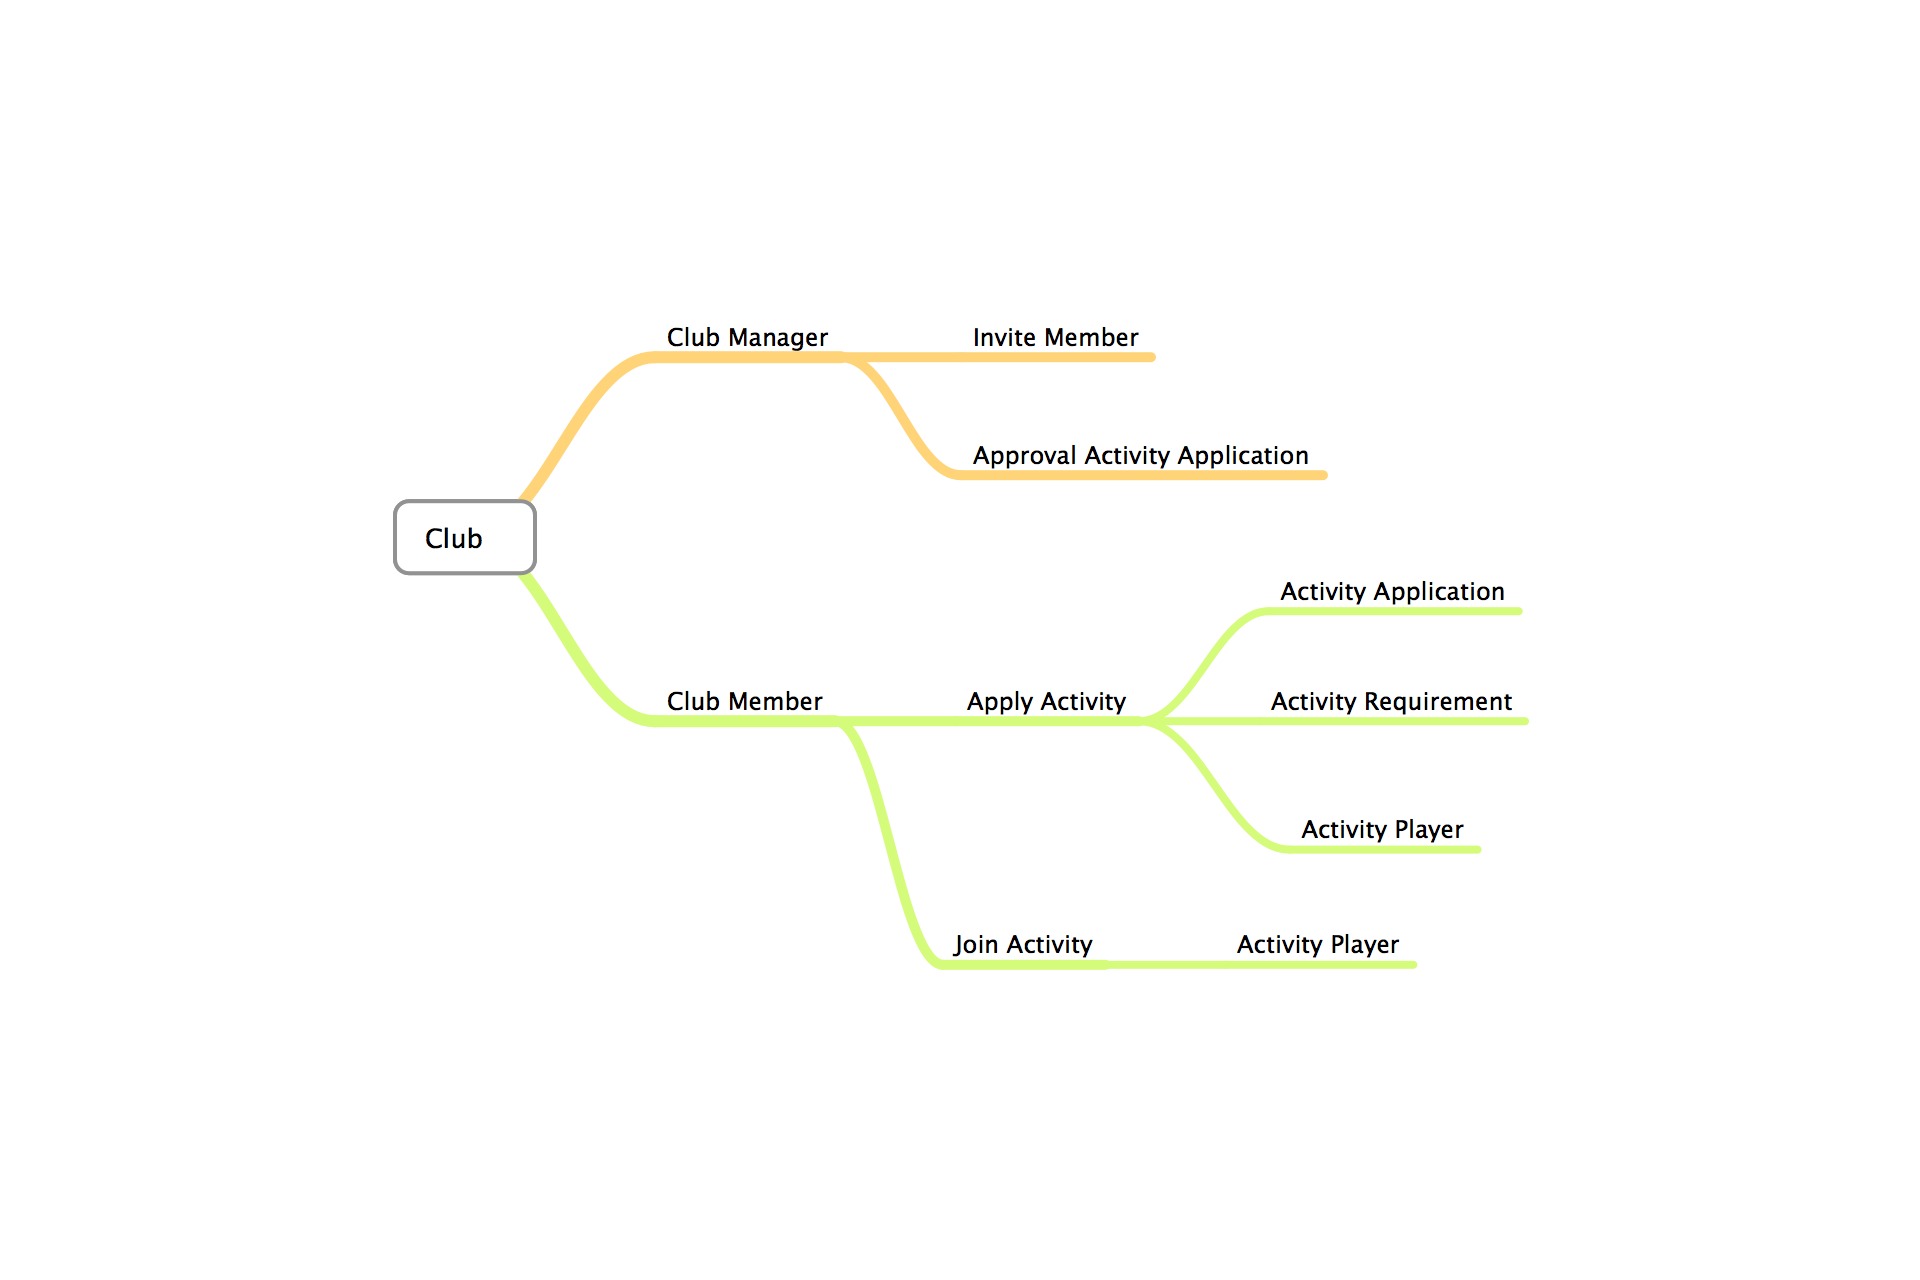 Club
Club Manager
Invite Member
Approval Activity Application
Club Member
Apply Activity
Activity Application
Activity Requirement
Activity Player
Join Activity
Activity Player